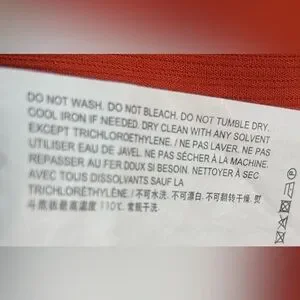 DO NOT WASH. DO NOT BLEACH. DO NOT TUMBLE DRY.
COOL IRON IF NEEDED. DRY CLEAN WITH ANY SOLVENT
EXCEPT TRICHLOROETHYLENE. / NE PAS LAVER. NE PAS
UTILISER EAU DE JAVEL. NE PAS SÉCHER À LA MACHINE.
REPASSER AU FER DOUX SI BESOIN. NETTOYER À SEC
AVEC TOUS DISSOLVANTS SAUF LA
TRICHLORÉTHYLÈNE. / 不可水洗. 不可漂白. 不可翻转干燥. 熨
斗底板最高温度 110℃. 常规干洗.